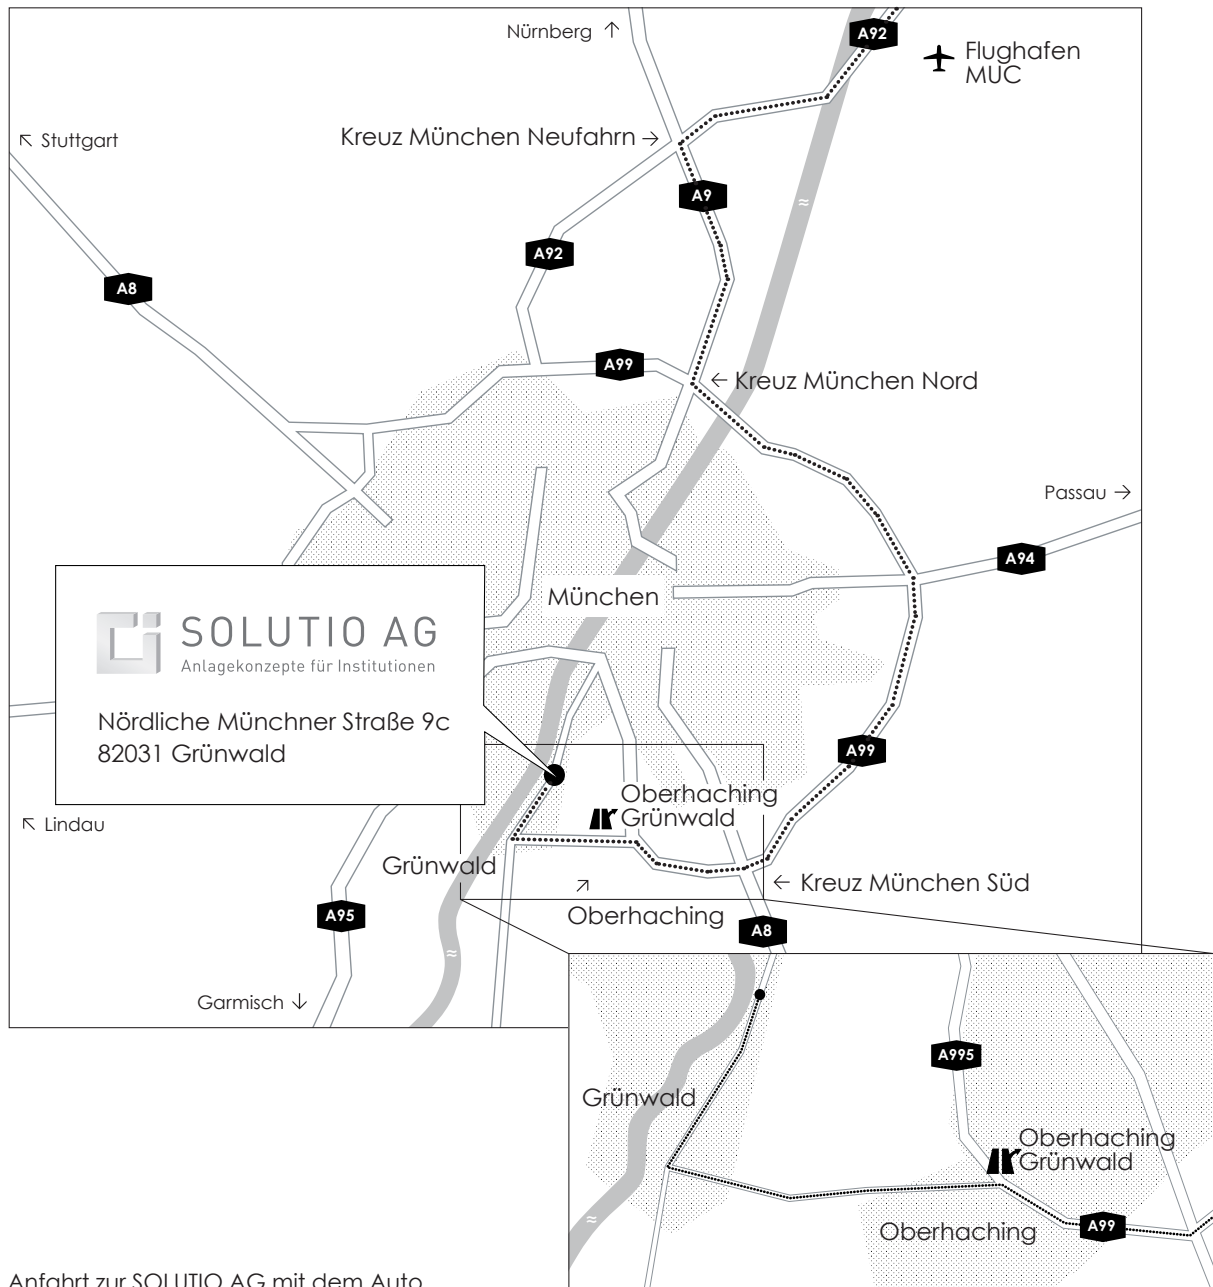 Nürnberg ↑
A92
Flughafen
MUC
↖ Stuttgart
Kreuz München Neufahrn →
A9
A92
A8
A99
← Kreuz München Nord
Passau →
A94
München
SOLUTIO AG
Anlagekonzepte für Institutionen
Nördliche Münchner Straße 9c
82031 Grünwald
A99
Oberhaching
Grünwald
↖ Lindau
Grünwald
← Kreuz München Süd
↗
Oberhaching
A95
A8
Garmisch ↓
A995
Grünwald
Oberhaching
Grünwald
Oberhaching
A99
Anfahrt zur SOLUTIO AG mit dem Auto